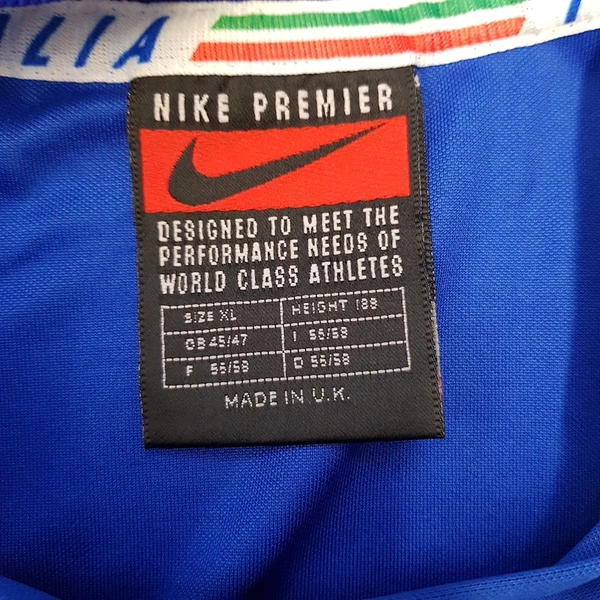 ALIA
NIKE PREMIER
DESIGNED TO MEET THE
PERFORMANCE NEEDS OF
WORLD CLASS ATHLETES
SIZE XL HEIGHT 188
GB 45/47 I 56/58
F 56/58 D 56/58
MADE IN U.K.